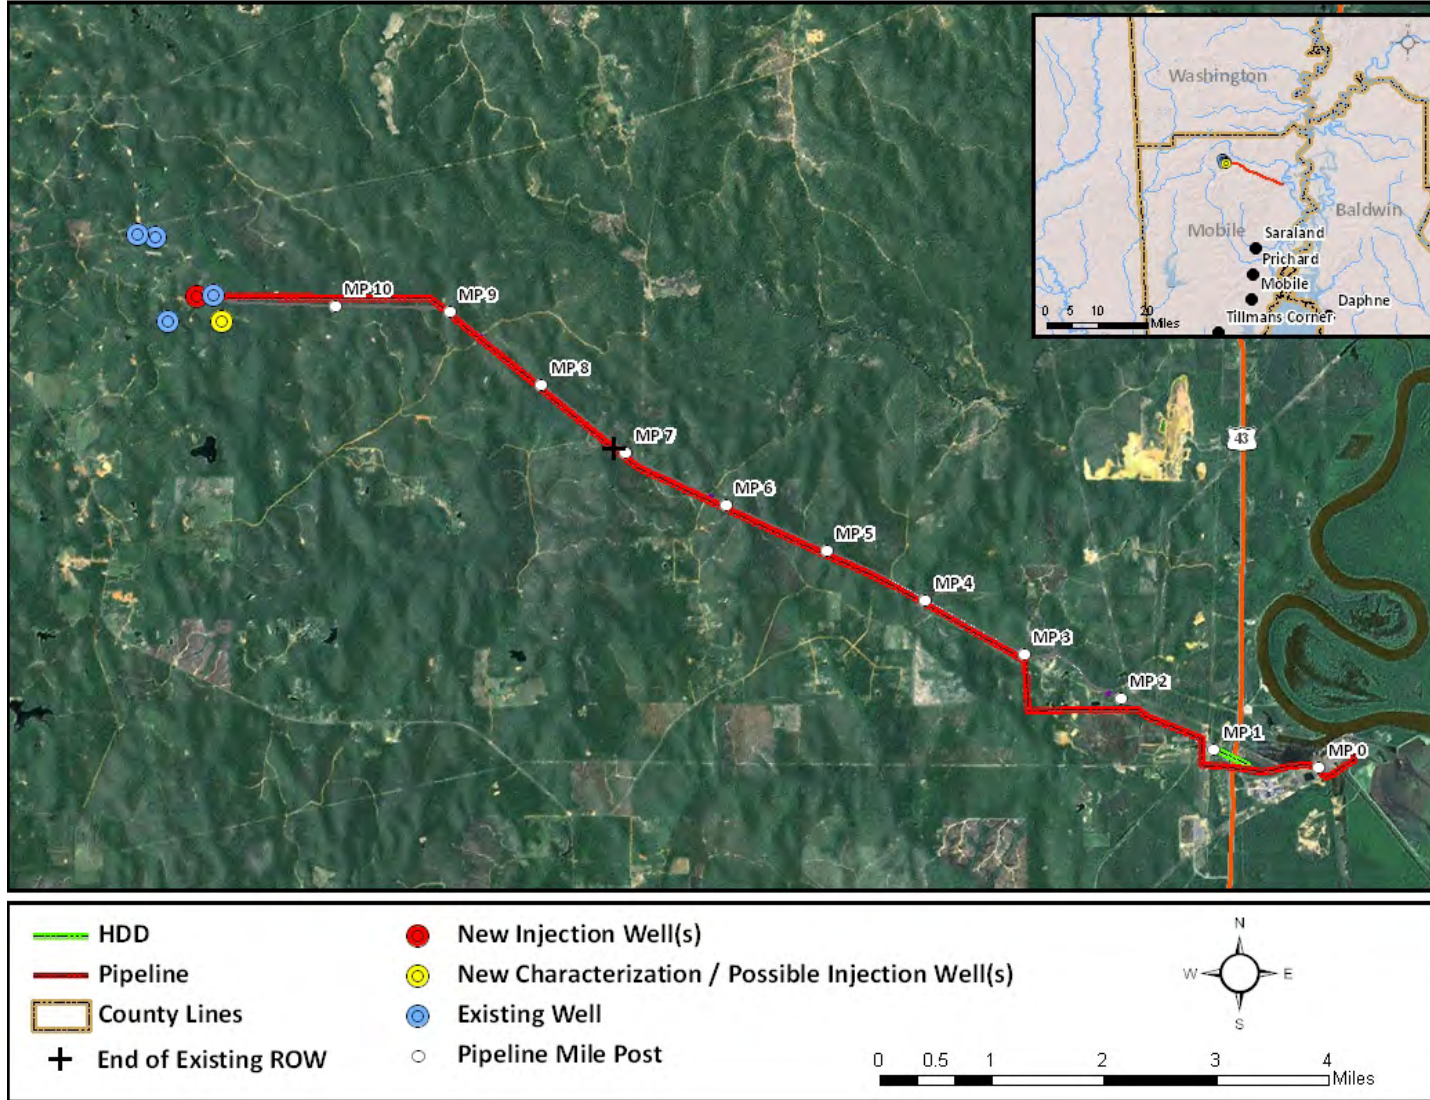 Washington
Baldwin
Mobile
Saraland
Prichard
Mobile
Daphne
Tillmans Corner
0 5 10 20
Miles
MP 10
MP 9
MP 8
MP 7
MP 6
MP 5
MP 4
MP 3
MP 2
MP 1
MP 0
43
HDD
Pipeline
County Lines
End of Existing ROW
New Injection Well(s)
New Characterization / Possible Injection Well(s)
Existing Well
Pipeline Mile Post
N
W E
S
0 0.5 1 2 3 4
Miles